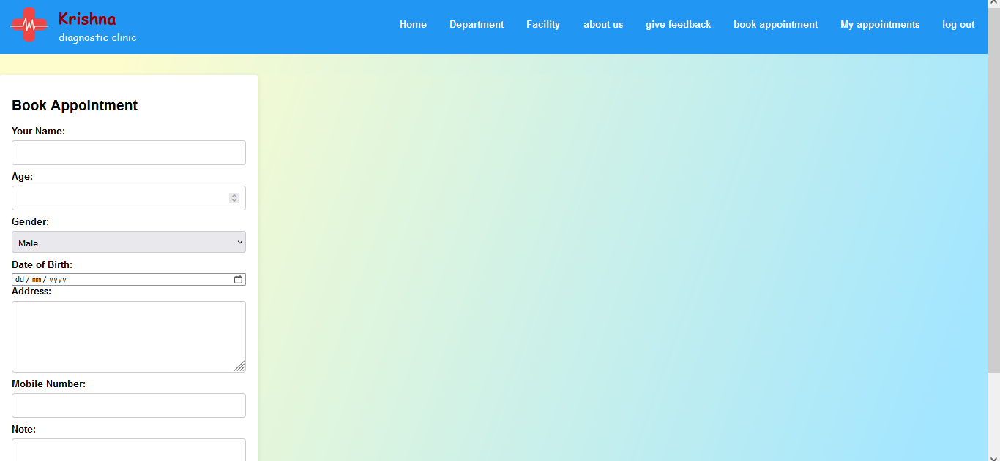 Krishna
diagnostic clinic
Home Department Facility about us give feedback book appointment My appointments log out
Book Appointment
Your Name:
Age:
Gender:
Male
Date of Birth:
dd / mm / yyyy
Address:
Mobile Number:
Note: